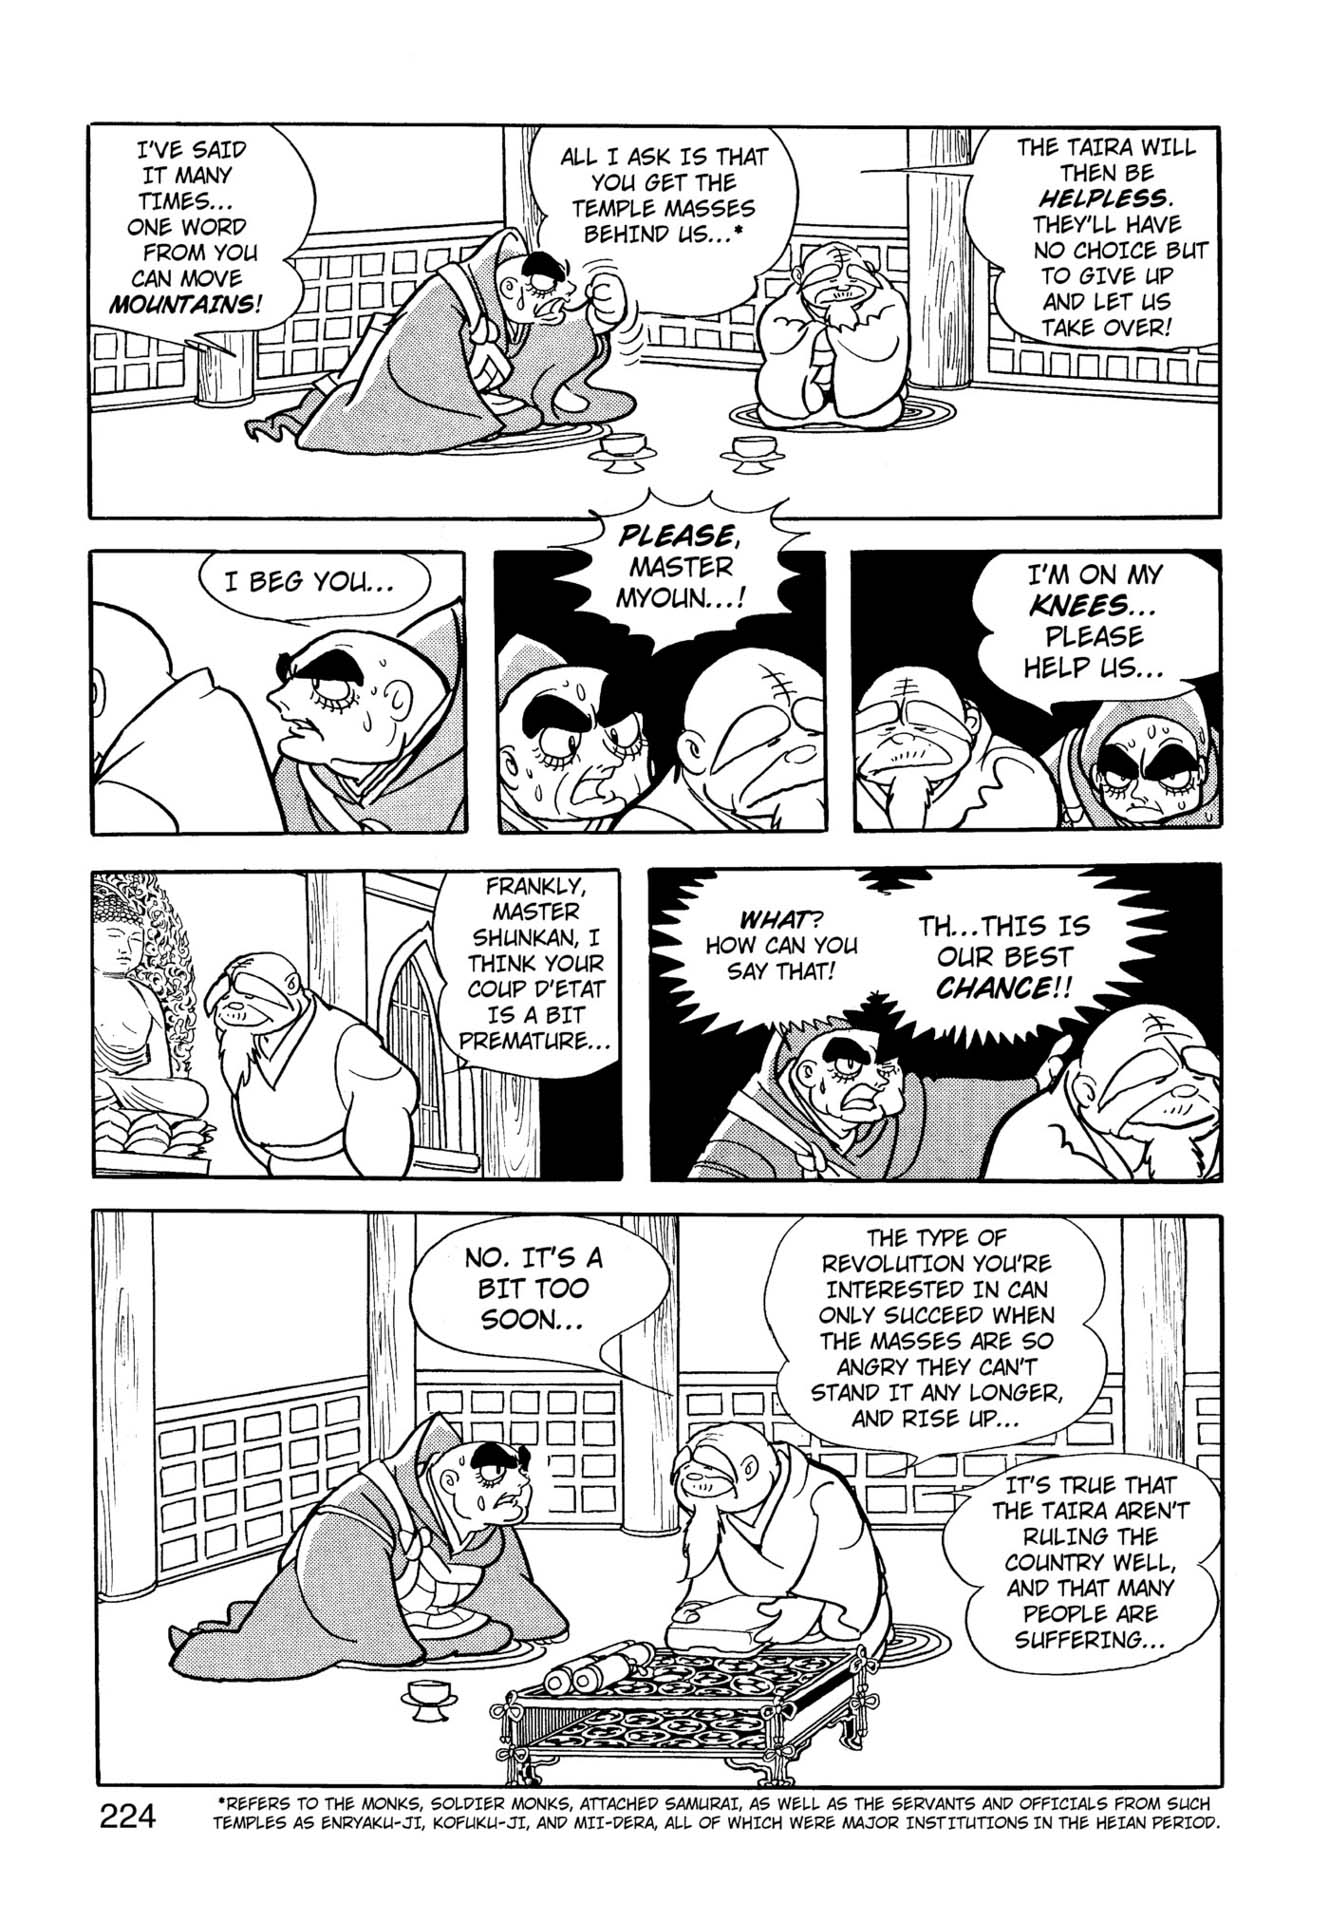 I'VE SAID
IT MANY
TIMES...
ONE WORD
FROM YOU
CAN MOVE
MOUNTAINS!
ALL I ASK IS THAT
YOU GET THE
TEMPLE MASSES
BEHIND US...*
THE TAIRA WILL
THEN BE
HELPLESS.
THEY'LL HAVE
NO CHOICE BUT
TO GIVE UP
AND LET US
TAKE OVER!
I BEG YOU...
PLEASE,
MASTER
MYOUN...!
I'M ON MY
KNEES...
PLEASE
HELP US...
FRANKLY,
MASTER
SHUNKAN, I
THINK YOUR
COUP D'ETAT
IS A BIT
PREMATURE...
WHAT?
HOW CAN YOU
SAY THAT!
TH...THIS IS
OUR BEST
CHANCE!!
NO. IT'S A
BIT TOO
SOON...
THE TYPE OF
REVOLUTION YOU'RE
INTERESTED IN CAN
ONLY SUCCEED WHEN
THE MASSES ARE SO
ANGRY THEY CAN'T
STAND IT ANY LONGER,
AND RISE UP...
IT'S TRUE THAT
THE TAIRA AREN'T
RULING THE
COUNTRY WELL,
AND THAT MANY
PEOPLE ARE
SUFFERING...
224
*REFERS TO THE MONKS, SOLDIER MONKS, ATTACHED SAMURAI, AS WELL AS THE SERVANTS AND OFFICIALS FROM SUCH
TEMPLES AS ENRYAKU-JI, KOFUKU-JI, AND MII-DERA, ALL OF WHICH WERE MAJOR INSTITUTIONS IN THE HEIAN PERIOD.